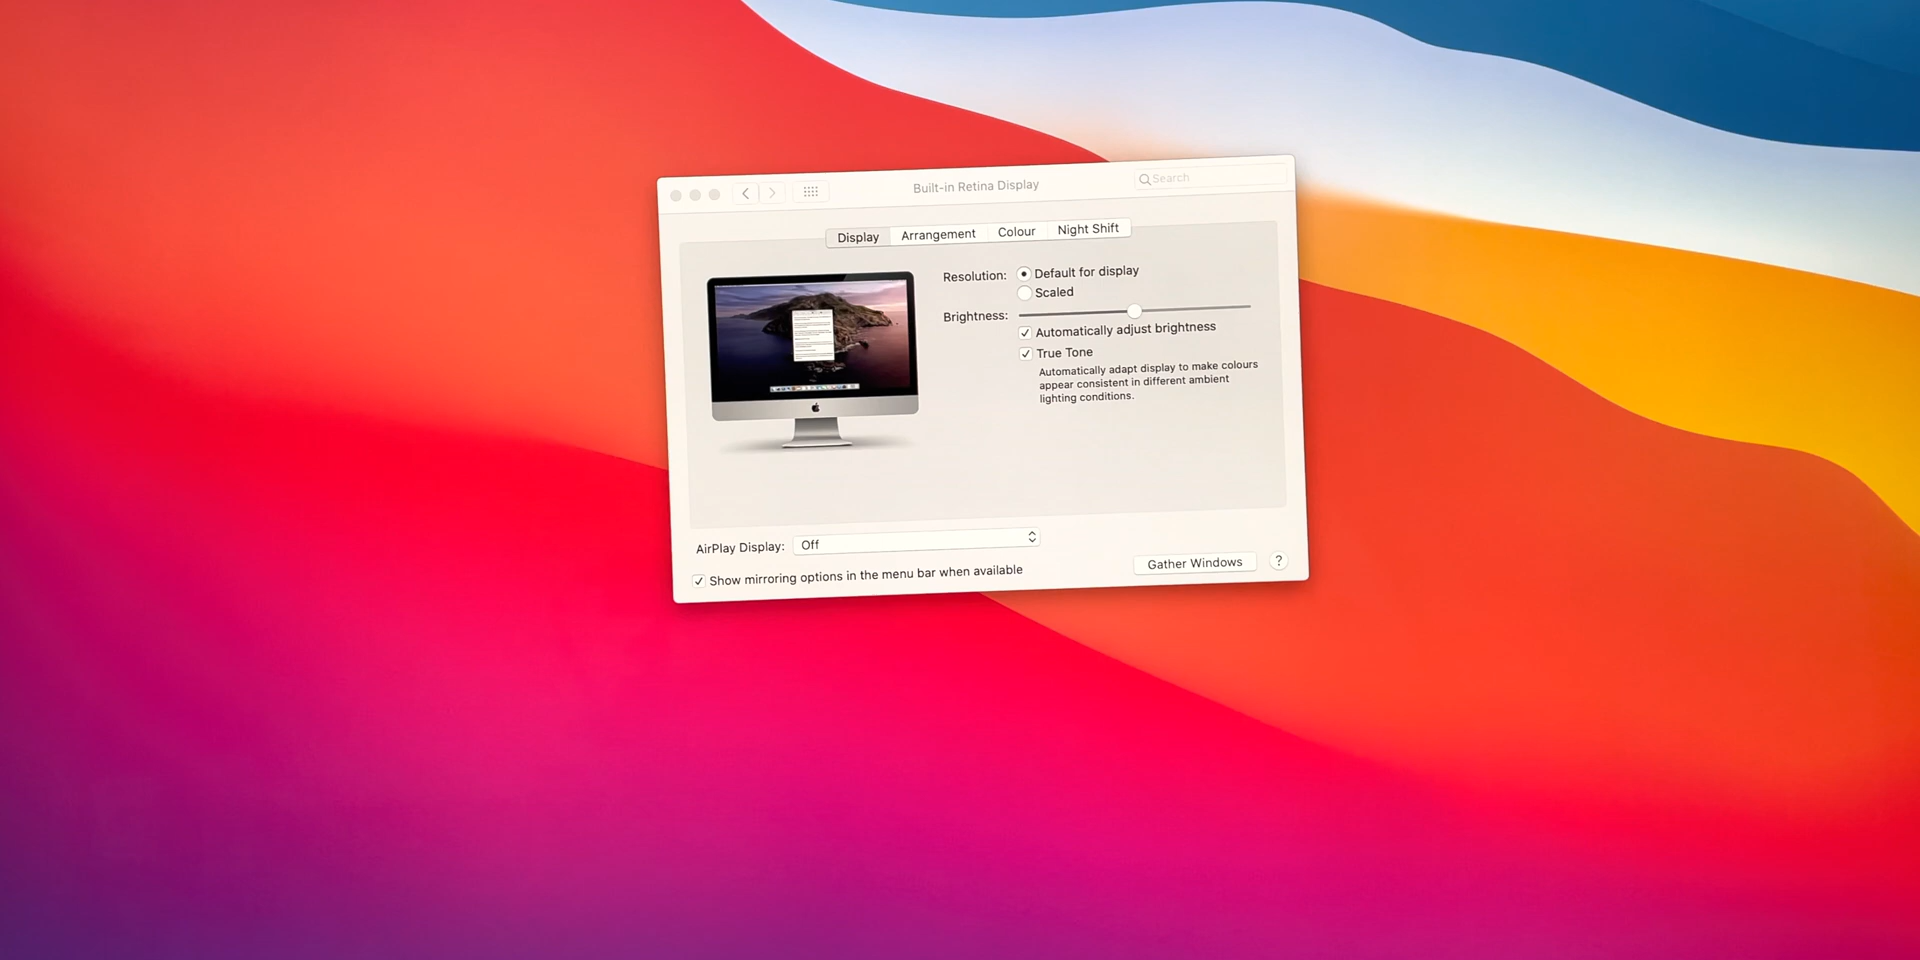 Built-in Retina Display
Search
Display Arrangement Colour Night Shift
Resolution: Default for display
Scaled
Brightness:
Automatically adjust brightness
True Tone
Automatically adapt display to make colours
appear consistent in different ambient
lighting conditions.
AirPlay Display: Off
Show mirroring options in the menu bar when available
Gather Windows ?